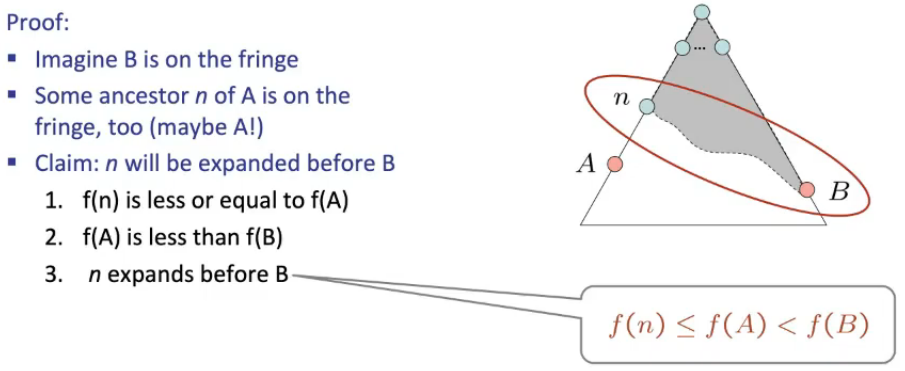 Proof:
▪ Imagine B is on the fringe
▪ Some ancestor n of A is on the
fringe, too (maybe A!)
▪ Claim: n will be expanded before B
1. f(n) is less or equal to f(A)
2. f(A) is less than f(B)
3. n expands before B
...
n
A
B
f(n) ≤ f(A) < f(B)